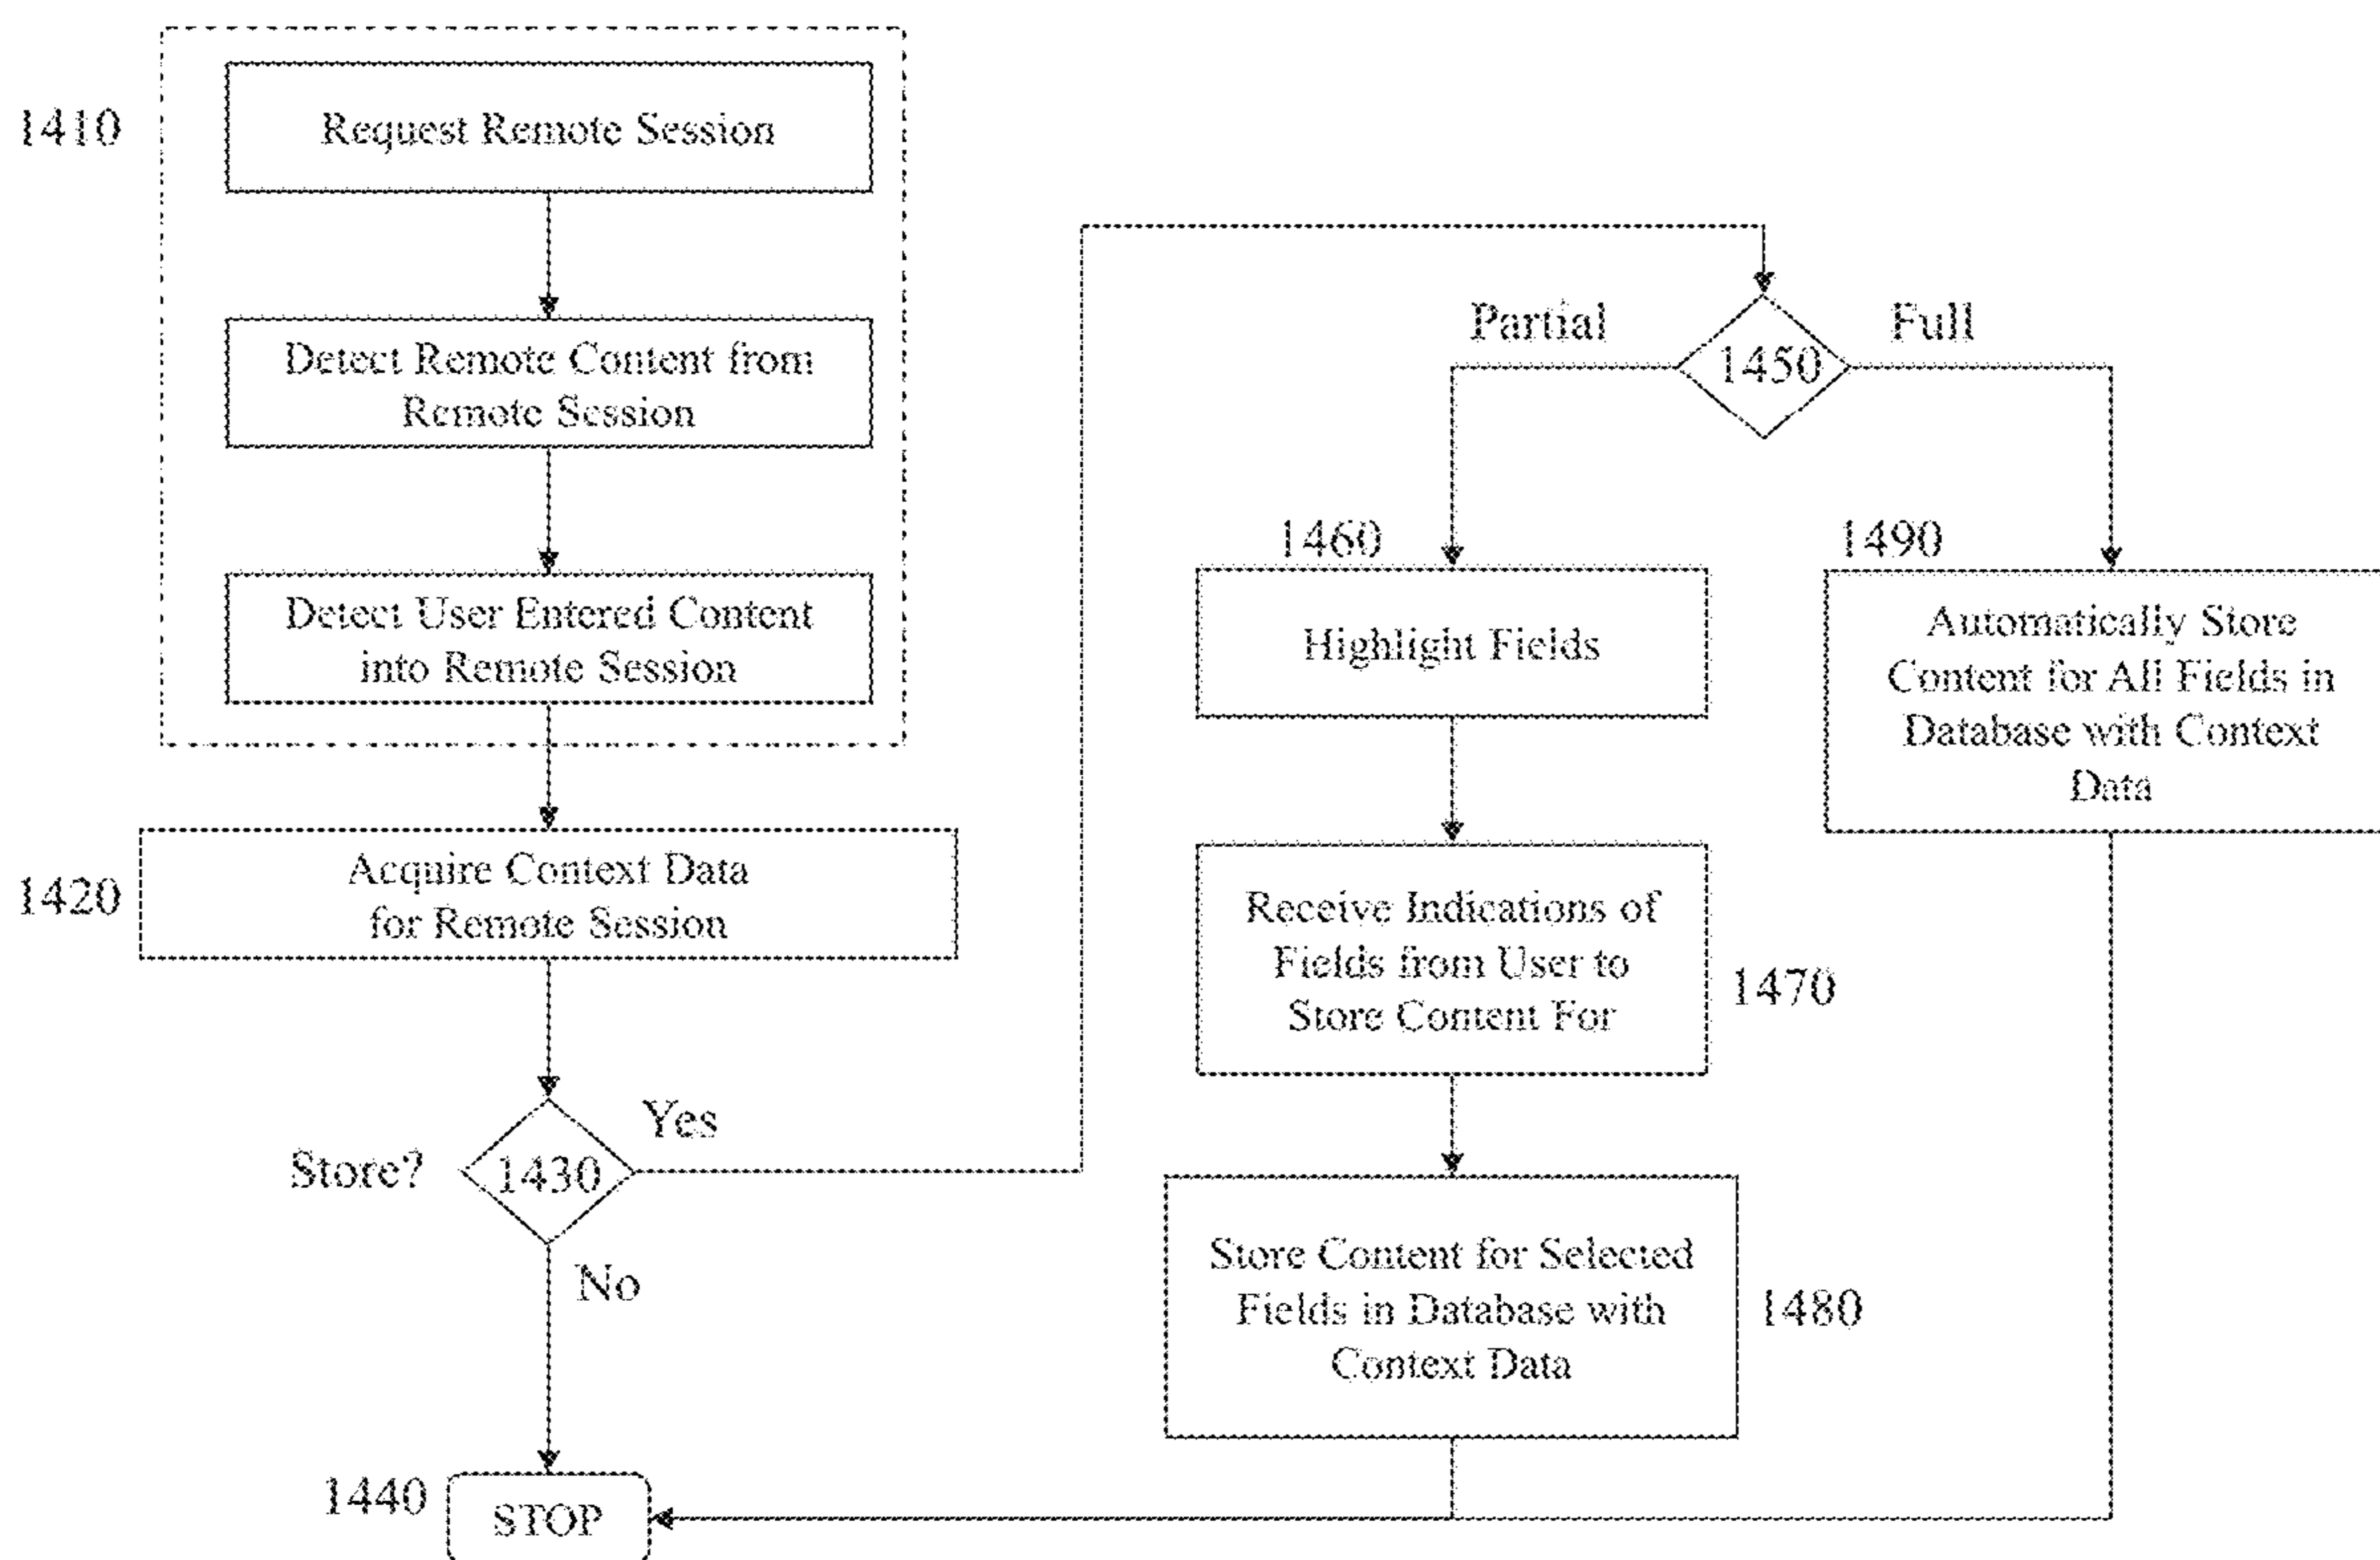 1410
Request Remote Session
Detect Remote Content from
Remote Session
Detect User Entered Content
into Remote Session
1420
Acquire Context Data
for Remote Session
Store?
1430
Yes
No
1440
STOP
Partial
1450
Full
1460
Highlight Fields
Receive Indications of
Fields from User to
Store Content For
1470
Store Content for Selected
Fields in Database with
Context Data
1480
1490
Automatically Store
Content for All Fields in
Database with Context
Data